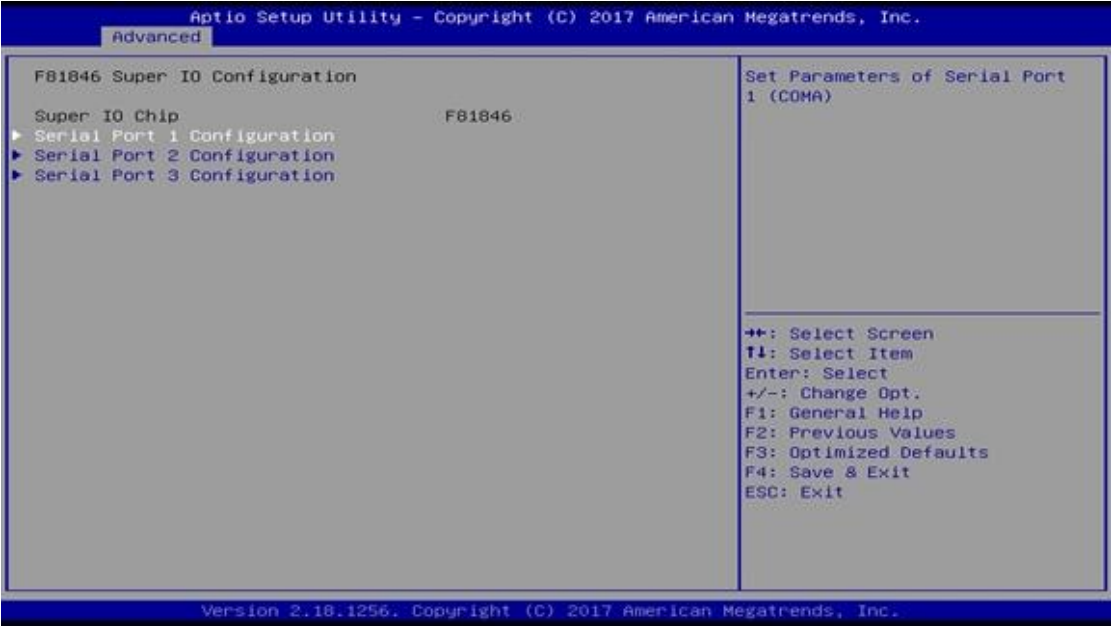 Aptio Setup Utility – Copyright (C) 2017 American Megatrends, Inc.
Advanced
F81846 Super IO Configuration
Super IO Chip F81846
▶ Serial Port 1 Configuration
▶ Serial Port 2 Configuration
▶ Serial Port 3 Configuration
Set Parameters of Serial Port
1 (COMA)
→←: Select Screen
↑↓: Select Item
Enter: Select
+/-: Change Opt.
F1: General Help
F2: Previous Values
F3: Optimized Defaults
F4: Save & Exit
ESC: Exit
Version 2.18.1256. Copyright (C) 2017 American Megatrends, Inc.